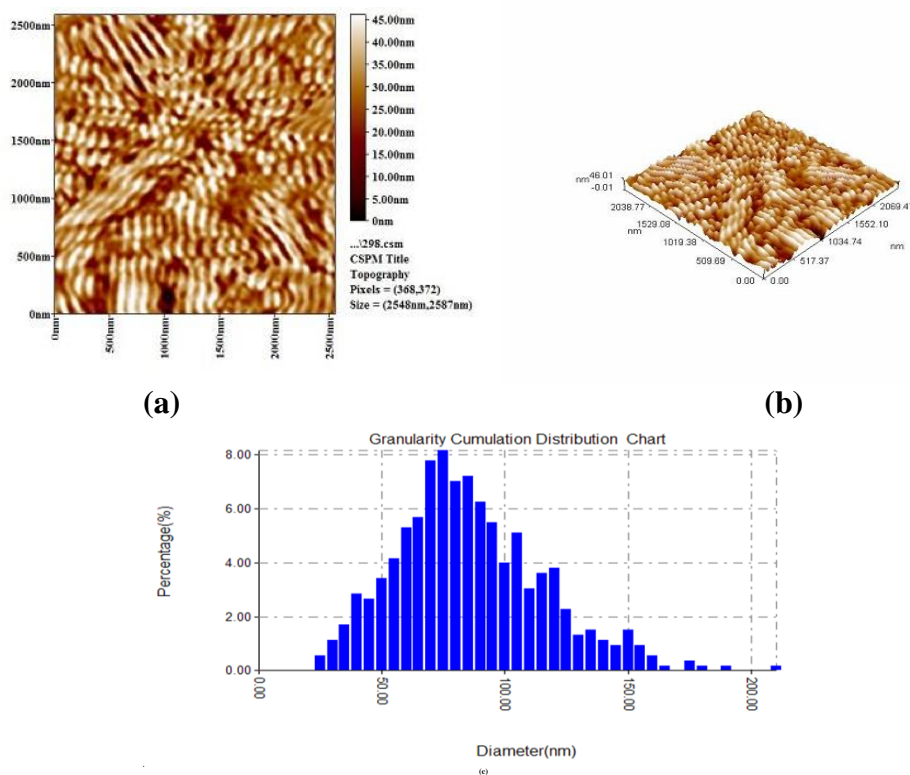 2500nm
2000nm
1500nm
1000nm
500nm
0nm
0nm
500nm
1000nm
1500nm
2000nm
2500nm
45.00nm
40.00nm
35.00nm
30.00nm
25.00nm
20.00nm
15.00nm
10.00nm
5.00nm
0nm
...\298.csm
CSPM Title
Topography
Pixels = (368,372)
Size = (2548nm,2587nm)
nm
46.01
-0.01
2038.77
1529.08
nm
1019.38
509.69
0.00
0.00
517.37
1034.74
nm
1552.10
2069.4
(a)
(b)
Granularity Cumulation Distribution Chart
Percentage(%)
8.00
6.00
4.00
2.00
0.00
0.00
50.00
100.00
150.00
200.00
Diameter(nm)
(c)